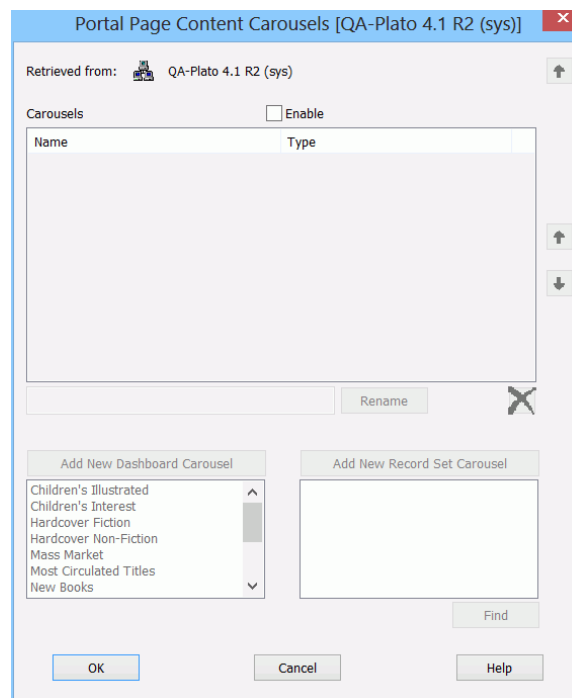 Portal Page Content Carousels [QA-Plato 4.1 R2 (sys)]
Retrieved from: QA-Plato 4.1 R2 (sys)
Carousels Enable
Name Type
Rename
Add New Dashboard Carousel Add New Record Set Carousel
Children's Illustrated
Children's Interest
Hardcover Fiction
Hardcover Non-Fiction
Mass Market
Most Circulated Titles
New Books
Find
OK Cancel Help